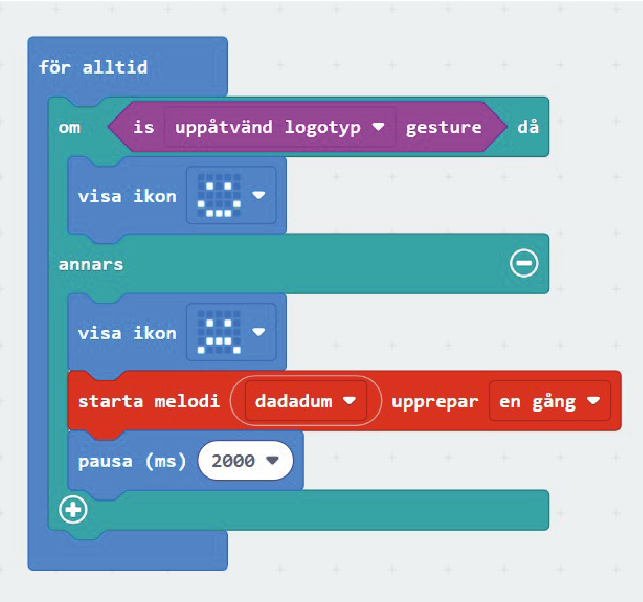 för alltid
om is uppåtvänd logotyp gesture då
visa ikon
annars
visa ikon
starta melodi dadadum upprepar en gång
pausa (ms) 2000